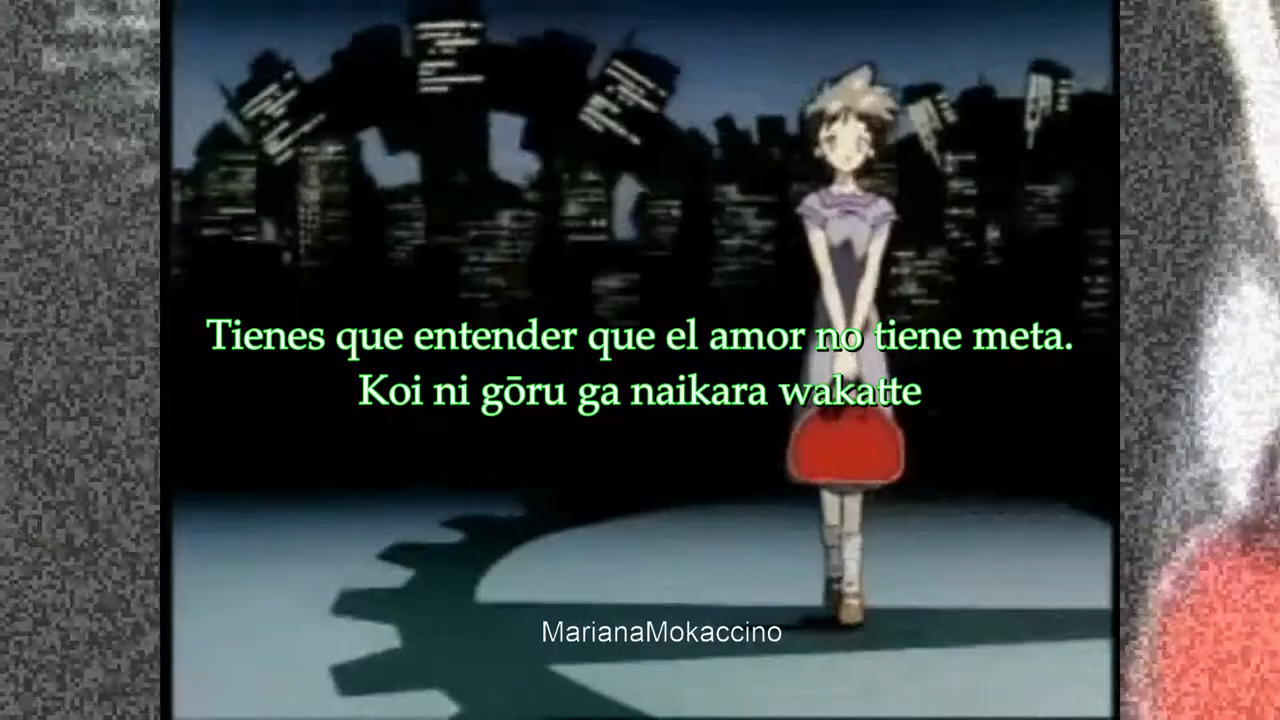 Tienes que entender que el amor no tiene meta.
Koi ni gōru ga naikara wakatte
MarianaMokaccino